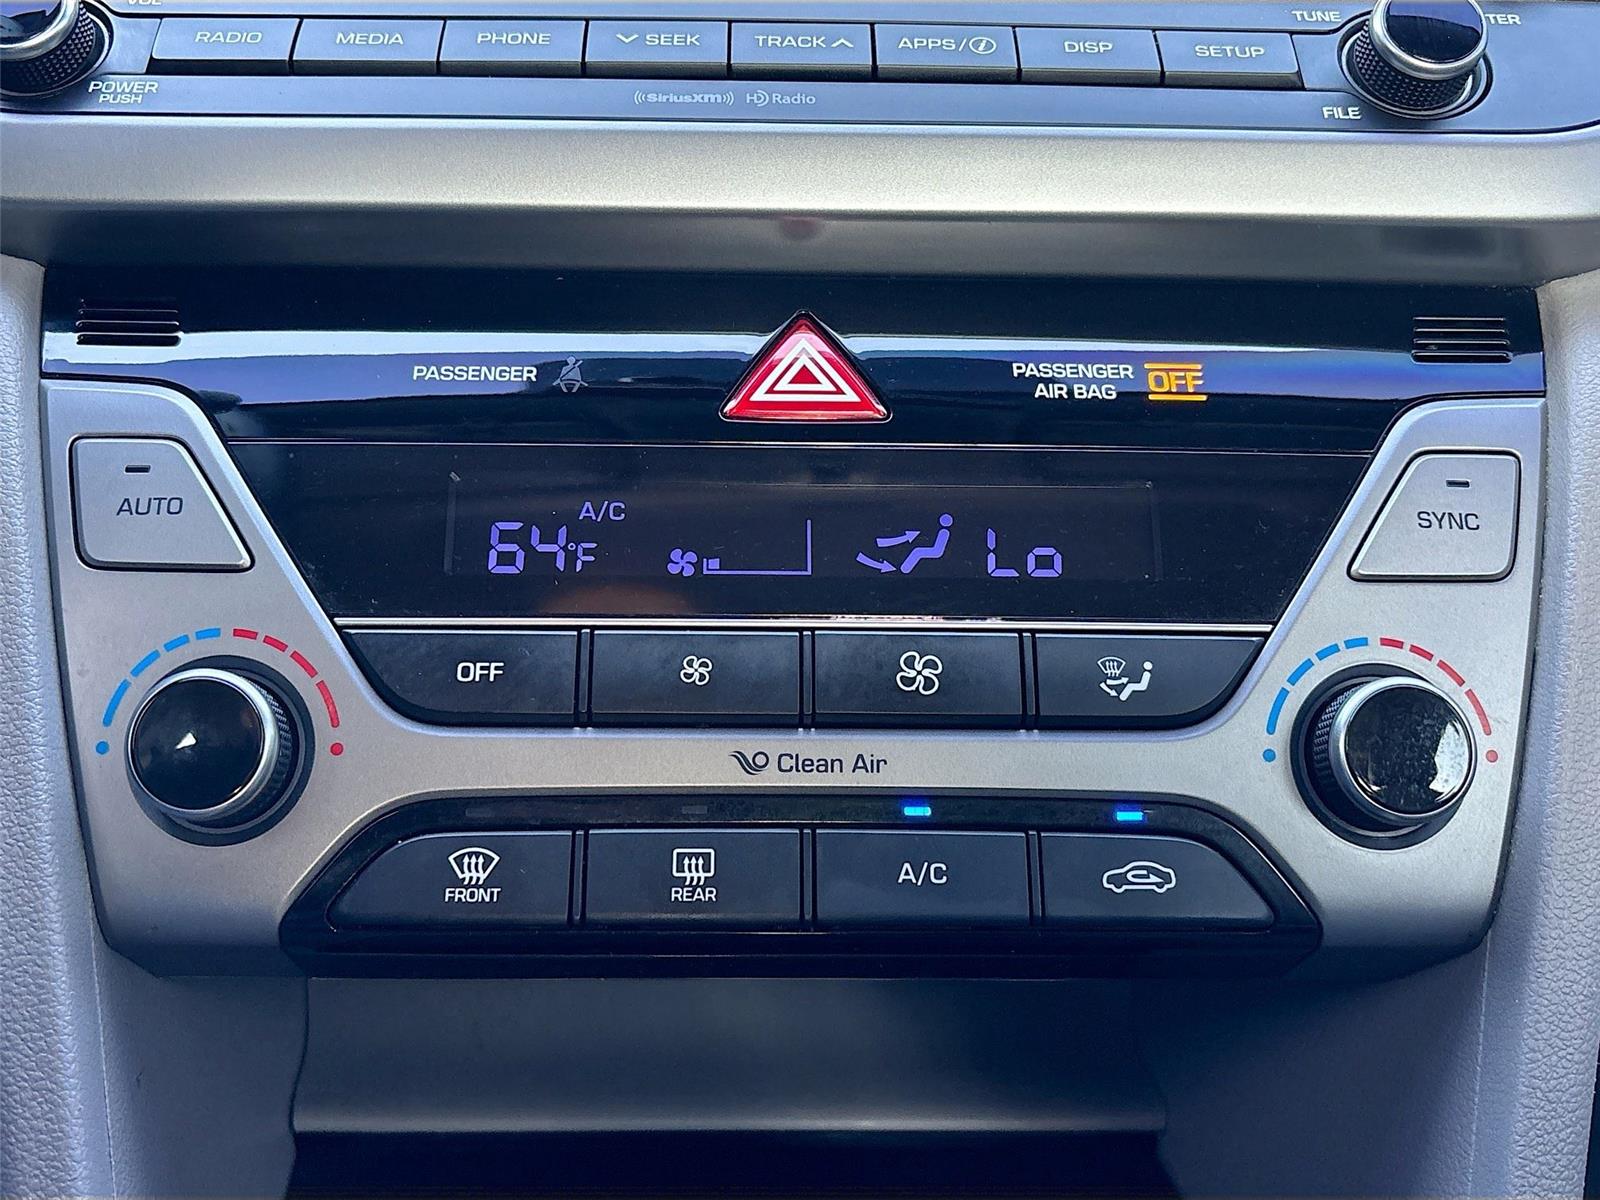 VOL
TUNE
RADIO MEDIA PHONE SEEK TRACK APPS/i DISP SETUP
POWER
PUSH
((SiriusXM)) HD Radio
FILE
PASSENGER
PASSENGER
AIR BAG OFF
AUTO
SYNC
A/C
64°F
Lo
OFF
Clean Air
FRONT
REAR
A/C